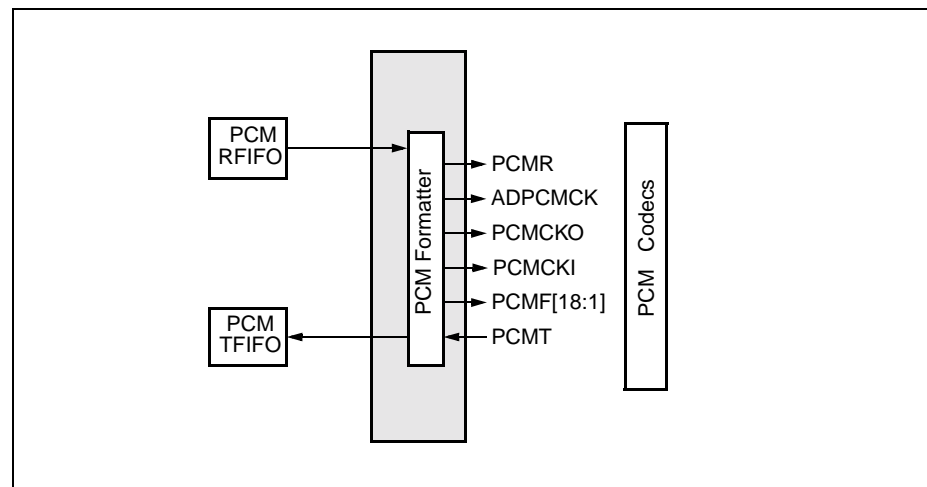 PCM
RFIFO
PCM Formatter
PCMR
ADPCMCK
PCMCKO
PCMCKI
PCMF[18:1]
PCMT
PCM
TFIFO
PCM Codecs